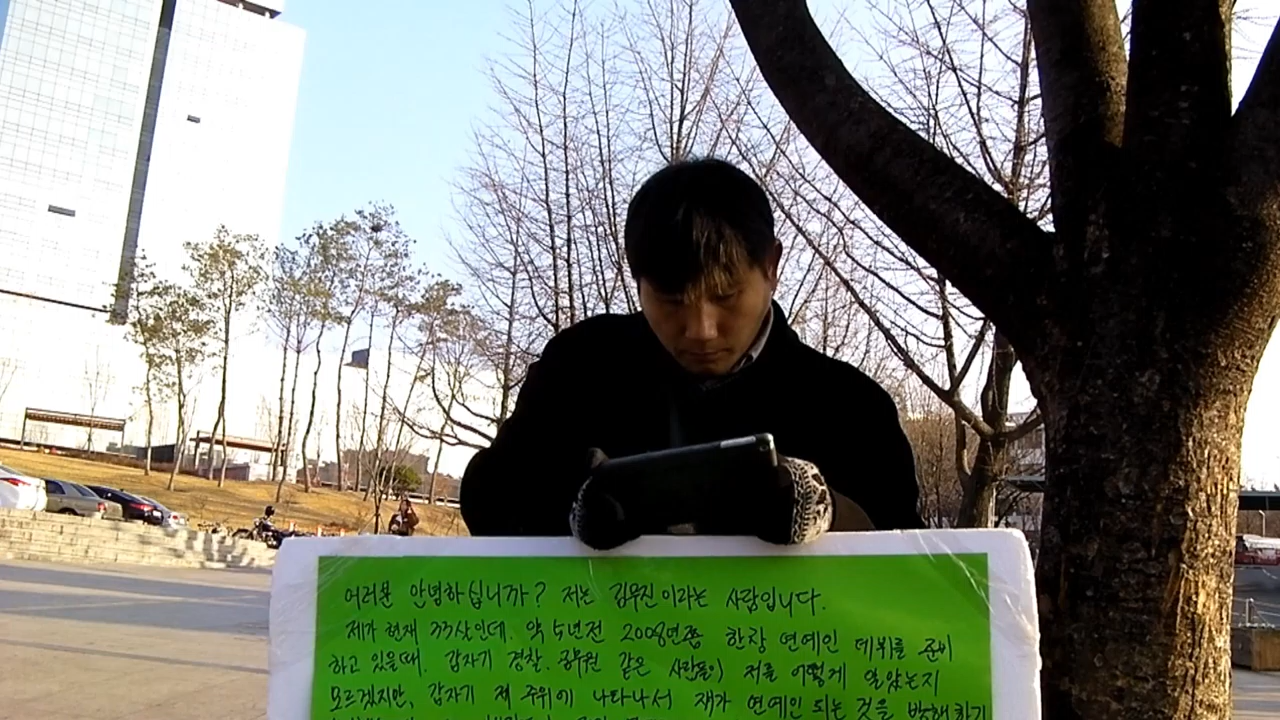 여러분 안녕하십니까? 저는 김무진이라는 사람입니다.
제가 현재 33살인데. 약 5년전 2008년쯤 한창 연예인 데뷔를 준비
하고 있을때. 갑자기 경찰. 공무원 같은 사람들이 저를 어떻게 알았는지
모르겠지만, 갑자기 제 주위에 나타나서 제가 연예인 되는 것을 방해하기